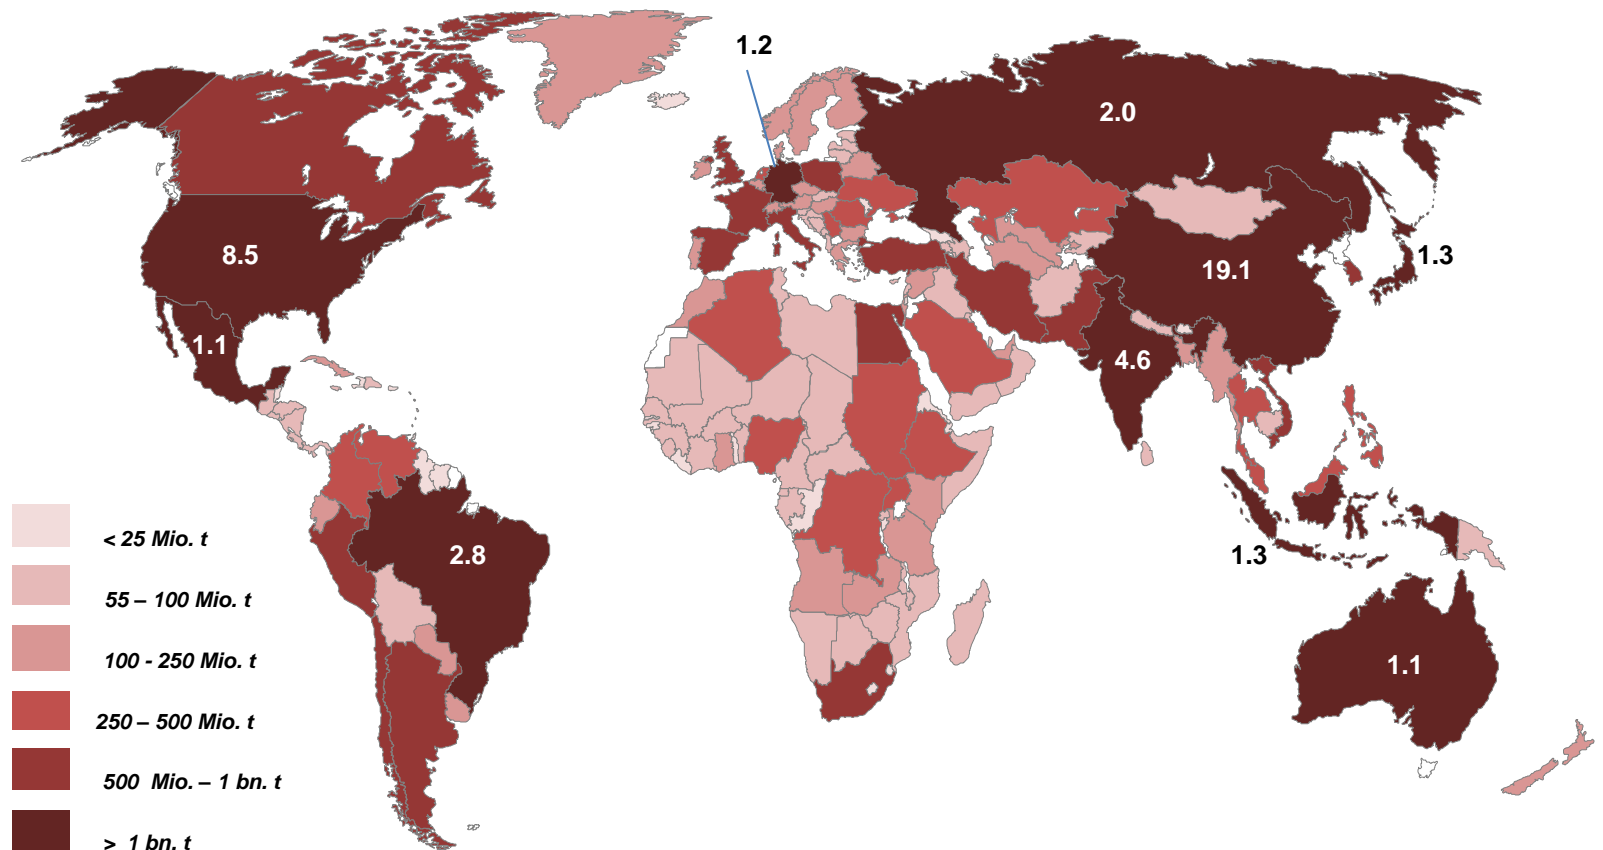 1.2
2.0
8.5
19.1
1.3
1.1
4.6
2.8
1.3
1.1
< 25 Mio. t
55 – 100 Mio. t
100 - 250 Mio. t
250 – 500 Mio. t
500 Mio. – 1 bn. t
> 1 bn. t